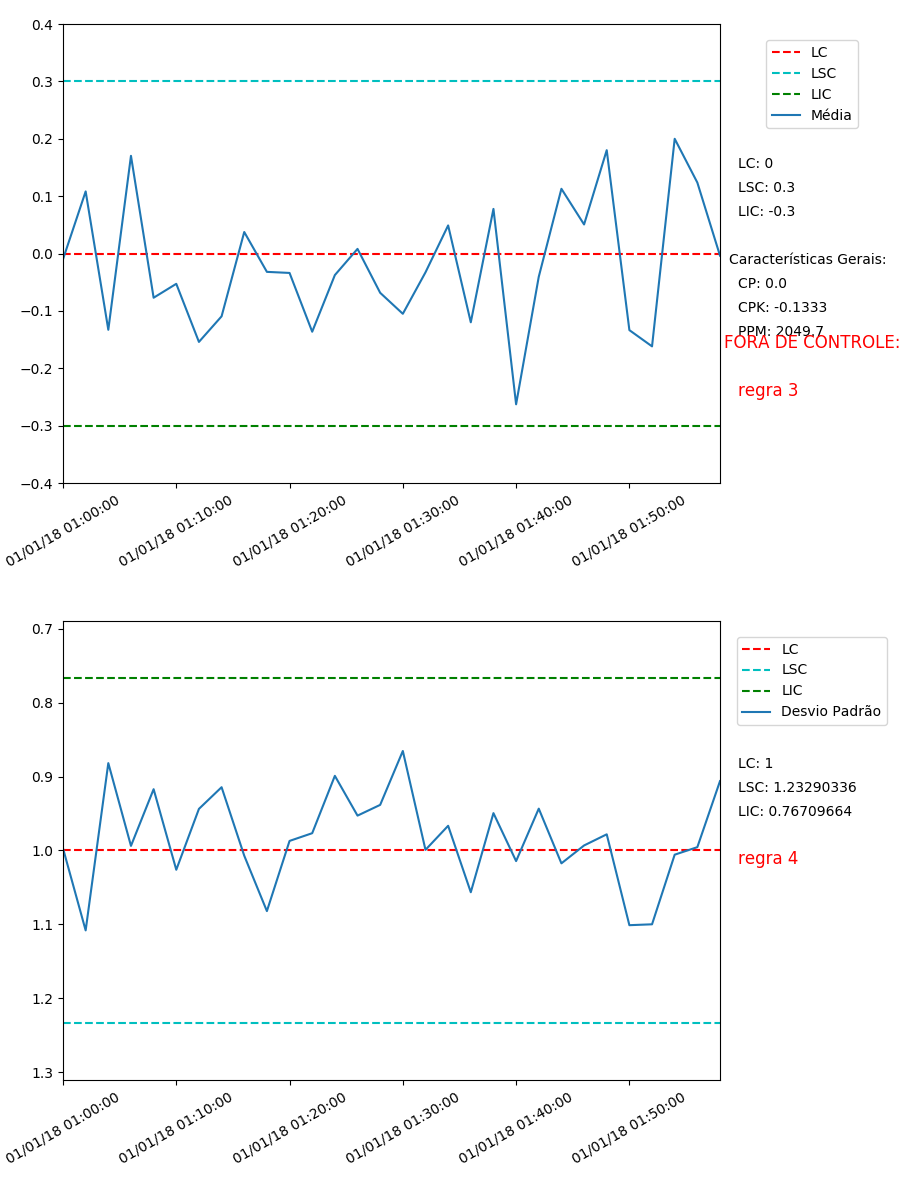 0.4
0.3
0.2
0.1
0.0
−0.1
−0.2
−0.3
−0.4
01/01/18 01:00:00
01/01/18 01:10:00
01/01/18 01:20:00
01/01/18 01:30:00
01/01/18 01:40:00
01/01/18 01:50:00
LC
LSC
LIC
Média
LC: 0
LSC: 0.3
LIC: -0.3
Características Gerais:
CP: 0.0
CPK: -0.1333
PPM: 2049.7
FORA DE CONTROLE:
regra 3
0.7
0.8
0.9
1.0
1.1
1.2
1.3
01/01/18 01:00:00
01/01/18 01:10:00
01/01/18 01:20:00
01/01/18 01:30:00
01/01/18 01:40:00
01/01/18 01:50:00
LC
LSC
LIC
Desvio Padrão
LC: 1
LSC: 1.23290336
LIC: 0.76709664
regra 4